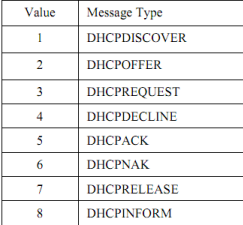 Value Message Type
1 DHCPDISCOVER
2 DHCPOFFER
3 DHCPREQUEST
4 DHCPDECLINE
5 DHCPACK
6 DHCPNAK
7 DHCPRELEASE
8 DHCPINFORM